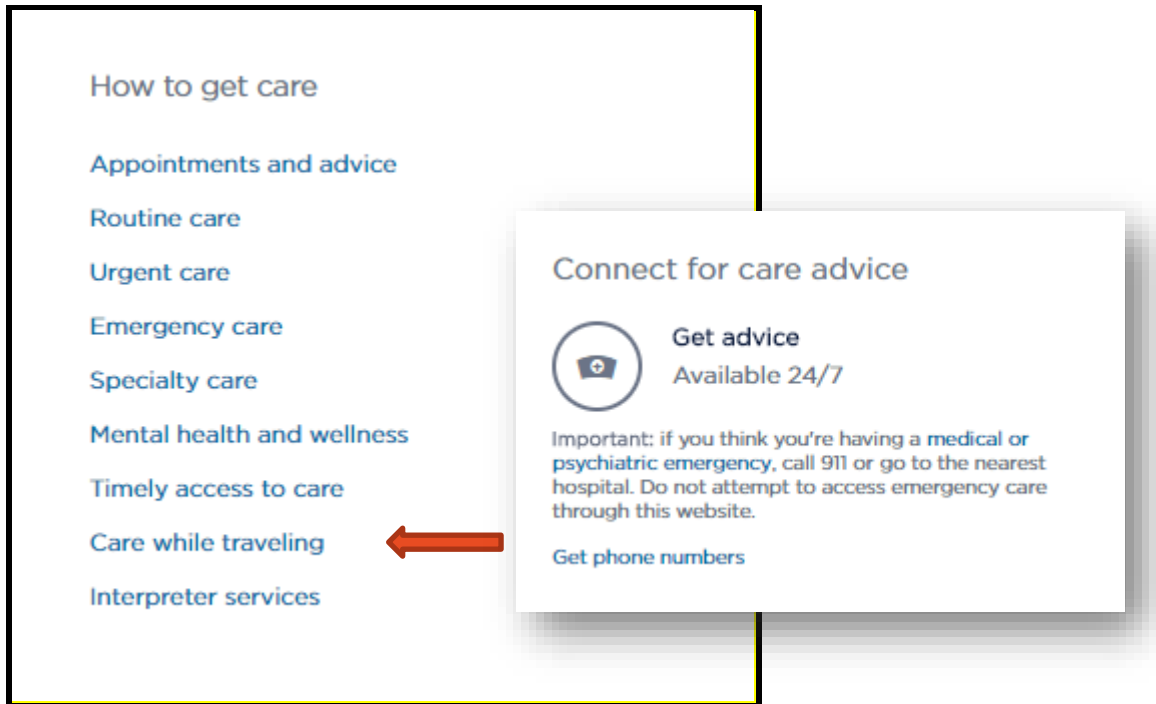 How to get care
Appointments and advice
Routine care
Urgent care
Emergency care
Specialty care
Mental health and wellness
Timely access to care
Care while traveling
Interpreter services
Connect for care advice
Get advice
Available 24/7
Important: if you think you're having a medical or
psychiatric emergency, call 911 or go to the nearest
hospital. Do not attempt to access emergency care
through this website.
Get phone numbers